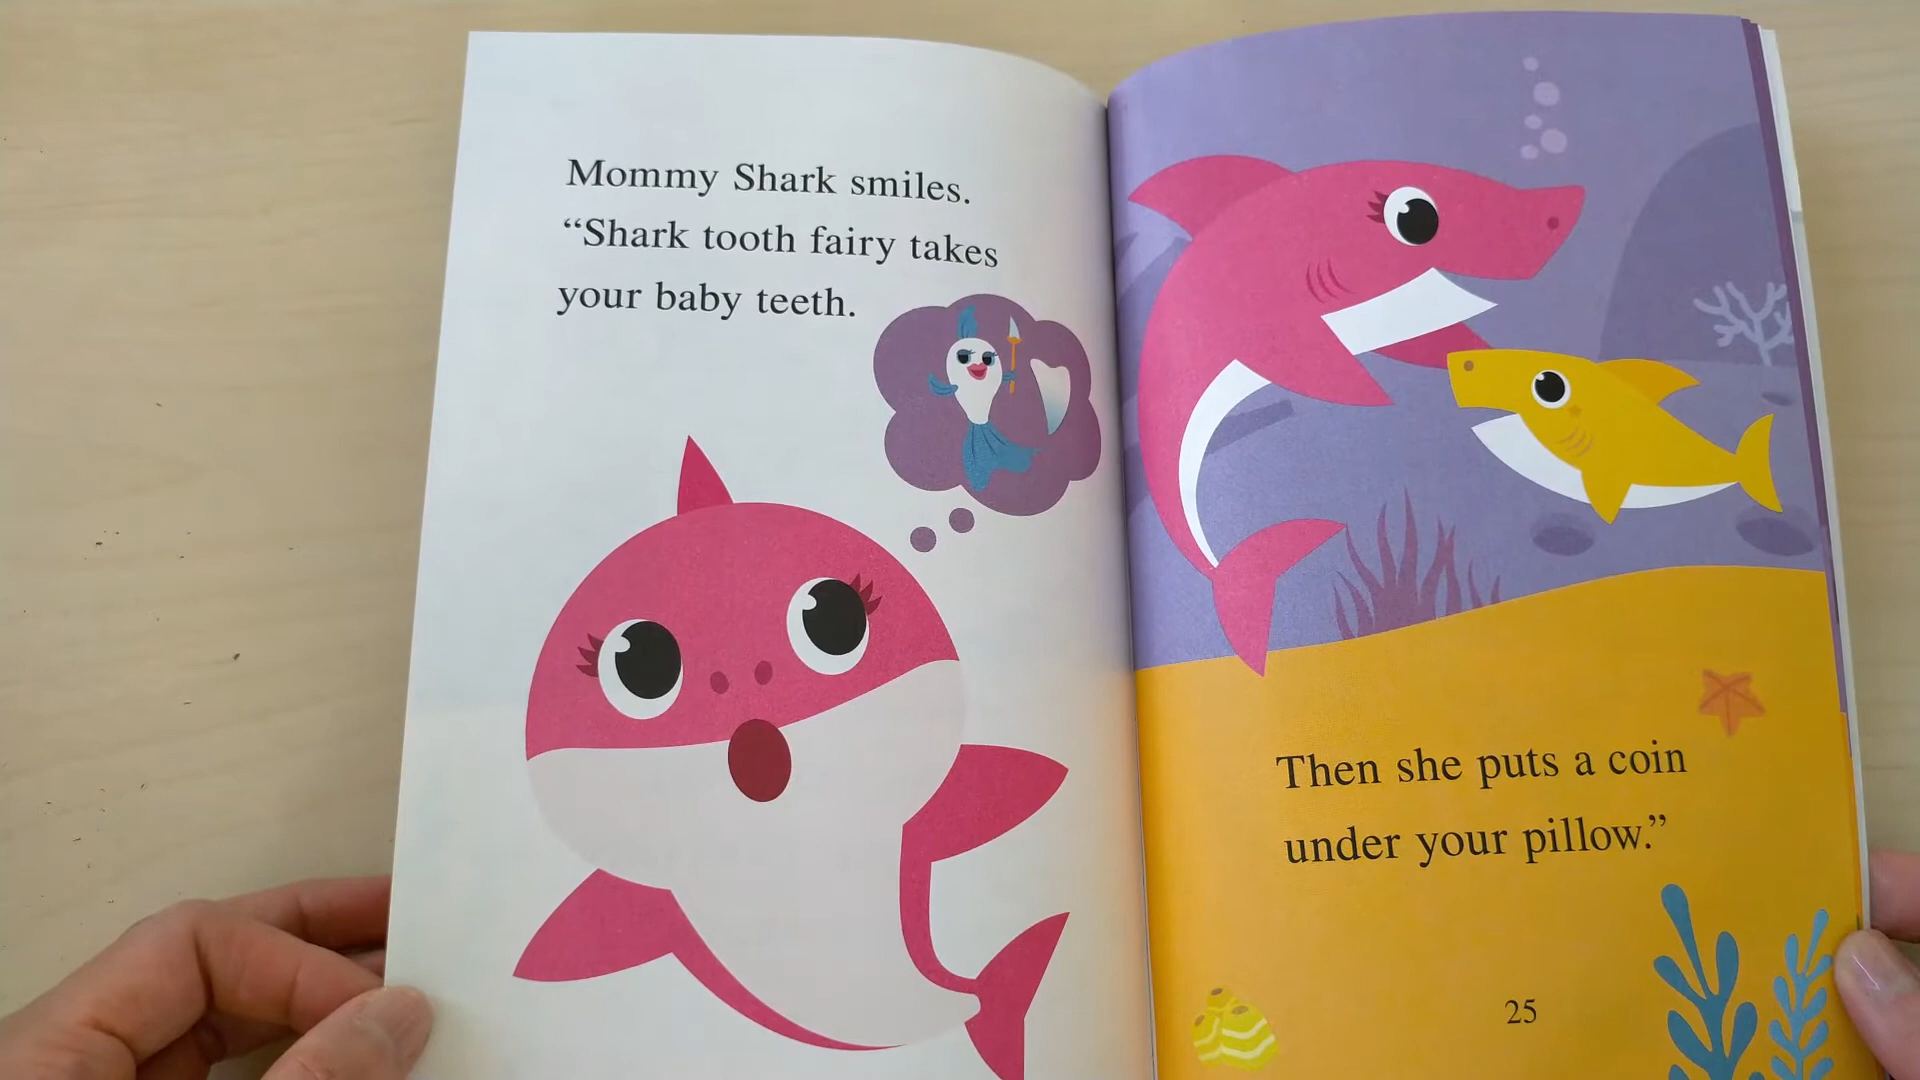 Mommy Shark smiles.
“Shark tooth fairy takes
your baby teeth.
Then she puts a coin
under your pillow.”
25